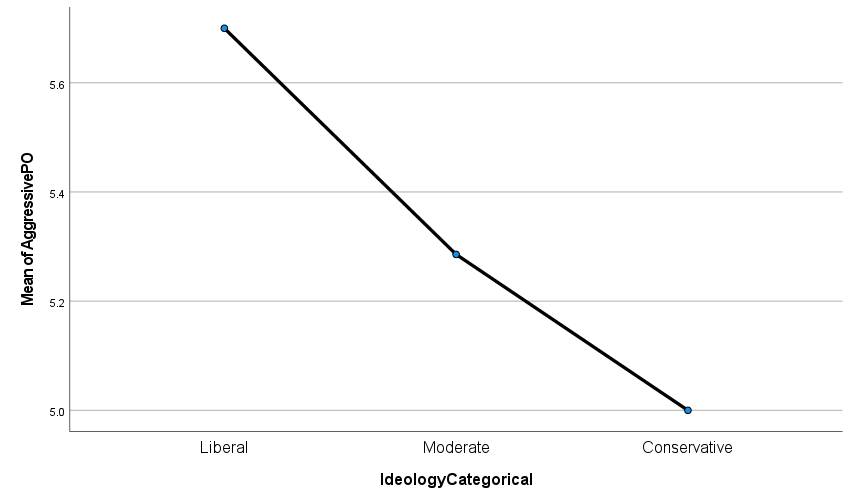 Mean of AggressivePO
5.6
5.4
5.2
5.0
Liberal
Moderate
Conservative
IdeologyCategorical